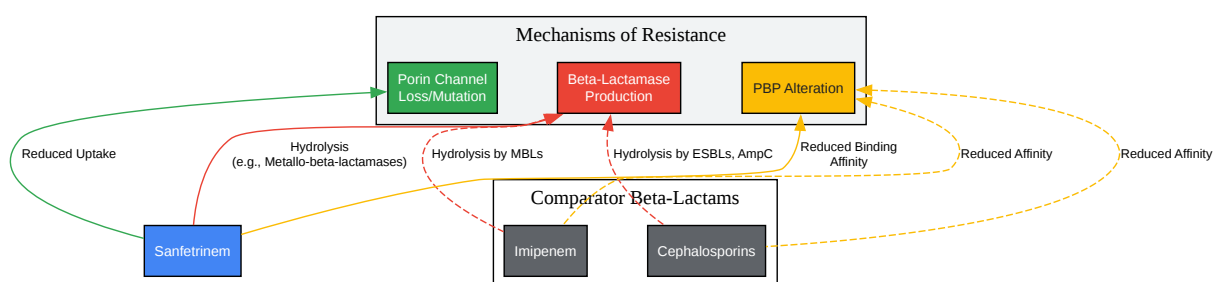 Mechanisms of Resistance
Porin Channel
Loss/Mutation
Beta-Lactamase
Production
PBP Alteration
Reduced Uptake
Hydrolysis
(e.g., Metallo-beta-lactamases)
Hydrolysis by MBLs
Hydrolysis by ESBLs, AmpC
Reduced Binding
Affinity
Reduced Affinity
Reduced Affinity
Comparator Beta-Lactams
Sanfetrinem
Imipenem
Cephalosporins